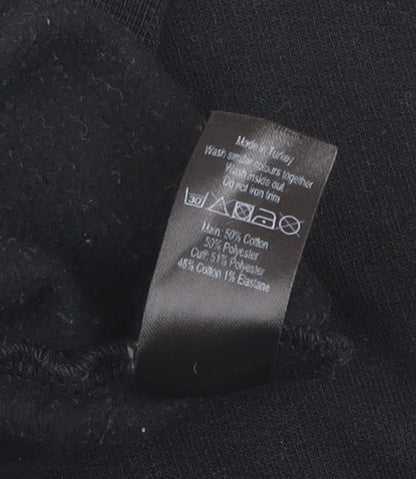 Made in Turkey
Wash similar colours together
Wash inside out
Do not iron trim
30
Main: 50% Cotton
50% Polyester
Cuff: 51% Polyester
48% Cotton 1% Elastane